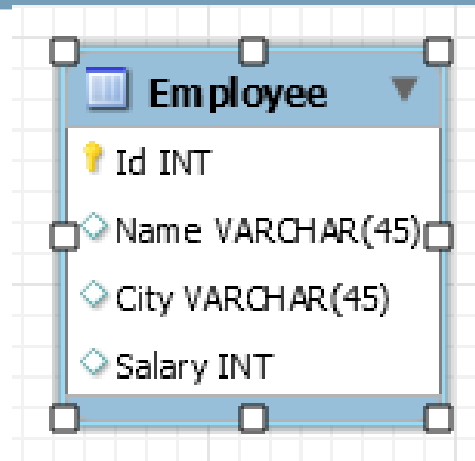 Employee
Id INT
Name VARCHAR(45)
City VARCHAR(45)
Salary INT